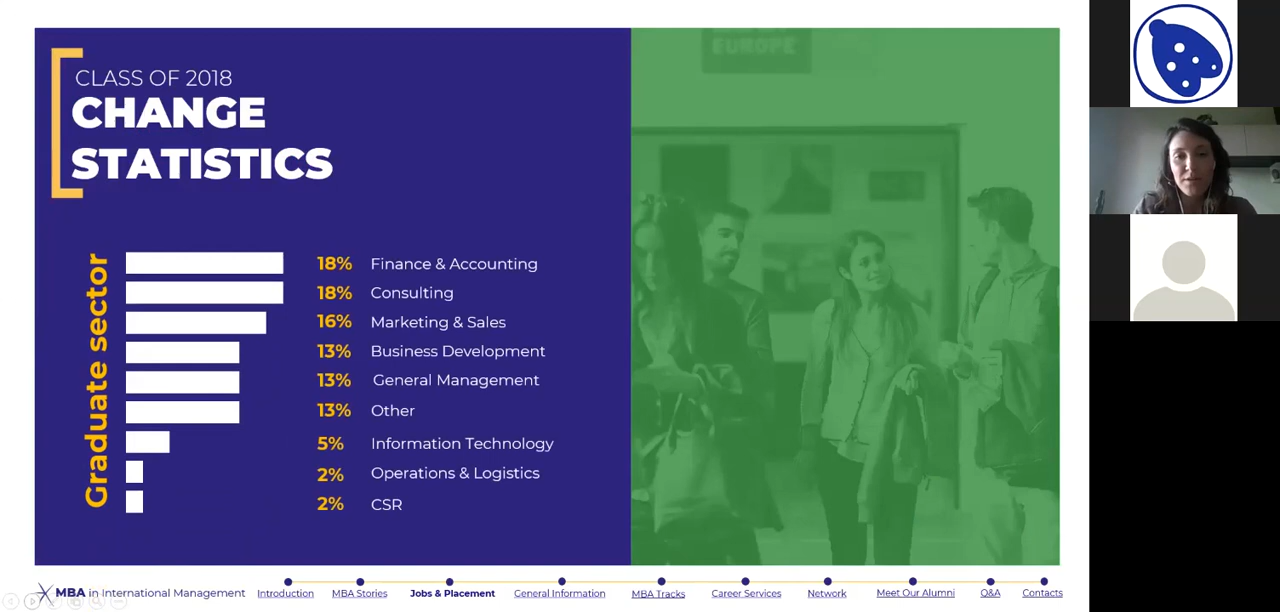 EUROPE
CLASS OF 2018
CHANGE
STATISTICS
Graduate sector
18% Finance & Accounting
18% Consulting
16% Marketing & Sales
13% Business Development
13% General Management
13% Other
5% Information Technology
2% Operations & Logistics
2% CSR
MBA in International Management
Introduction MBA Stories Jobs & Placement General Information MBA Tracks Career Services Network Meet Our Alumni Q&A Contacts